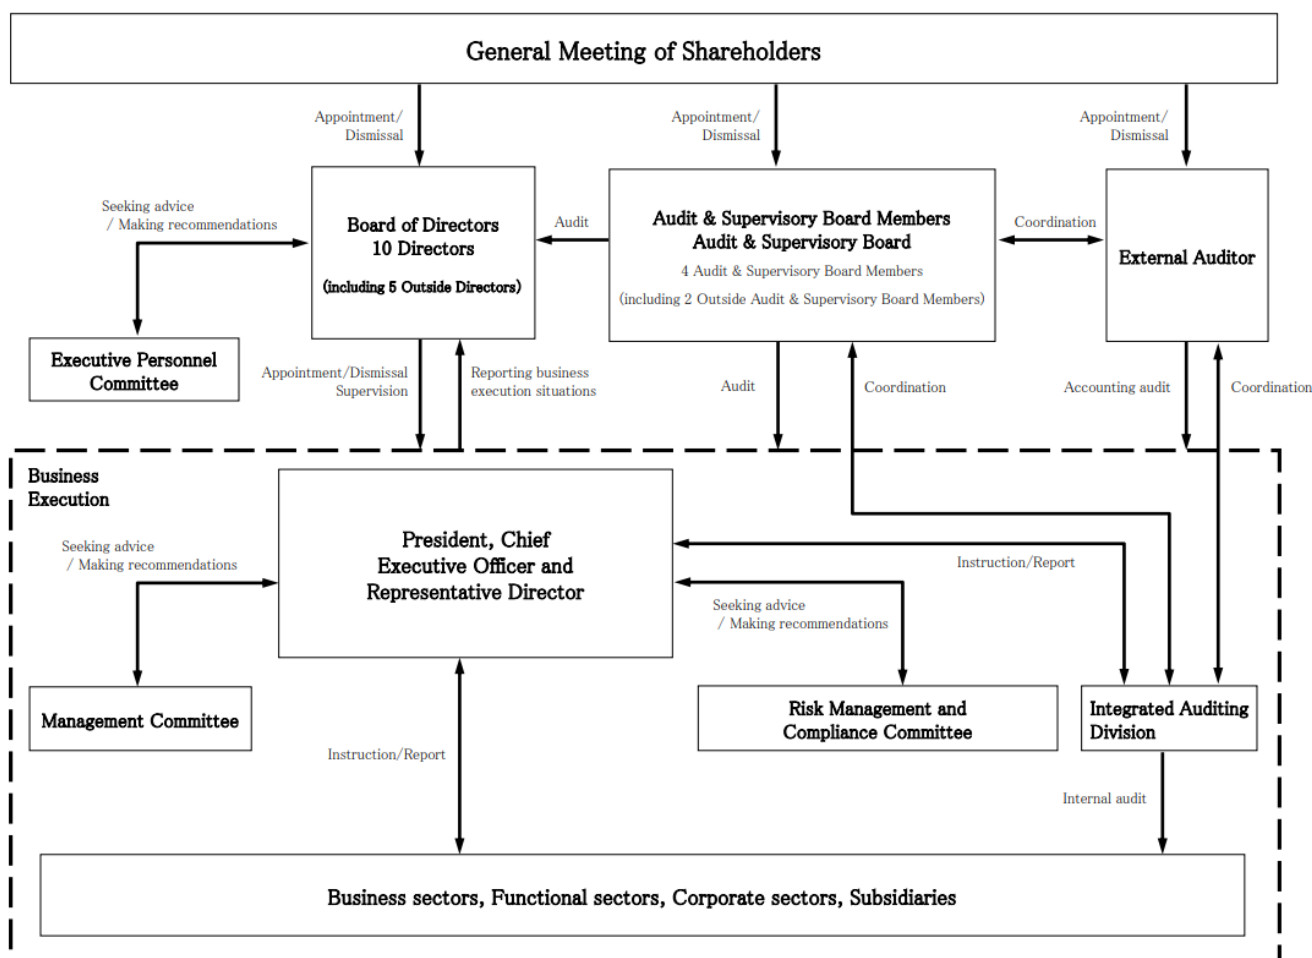 General Meeting of Shareholders
Appointment/
Dismissal
Appointment/
Dismissal
Appointment/
Dismissal
Seeking advice
/ Making recommendations
Board of Directors
10 Directors
(including 5 Outside Directors)
Audit
Audit & Supervisory Board Members
Audit & Supervisory Board
4 Audit & Supervisory Board Members
(including 2 Outside Audit & Supervisory Board Members)
Coordination
External Auditor
Executive Personnel
Committee
Appointment/Dismissal
Supervision
Reporting business
execution situations
Audit
Coordination
Accounting audit
Coordination
Business
Execution
President, Chief
Executive Officer and
Representative Director
Seeking advice
/ Making recommendations
Instruction/Report
Seeking advice
/ Making recommendations
Management Committee
Risk Management and
Compliance Committee
Integrated Auditing
Division
Instruction/Report
Internal audit
Business sectors, Functional sectors, Corporate sectors, Subsidiaries